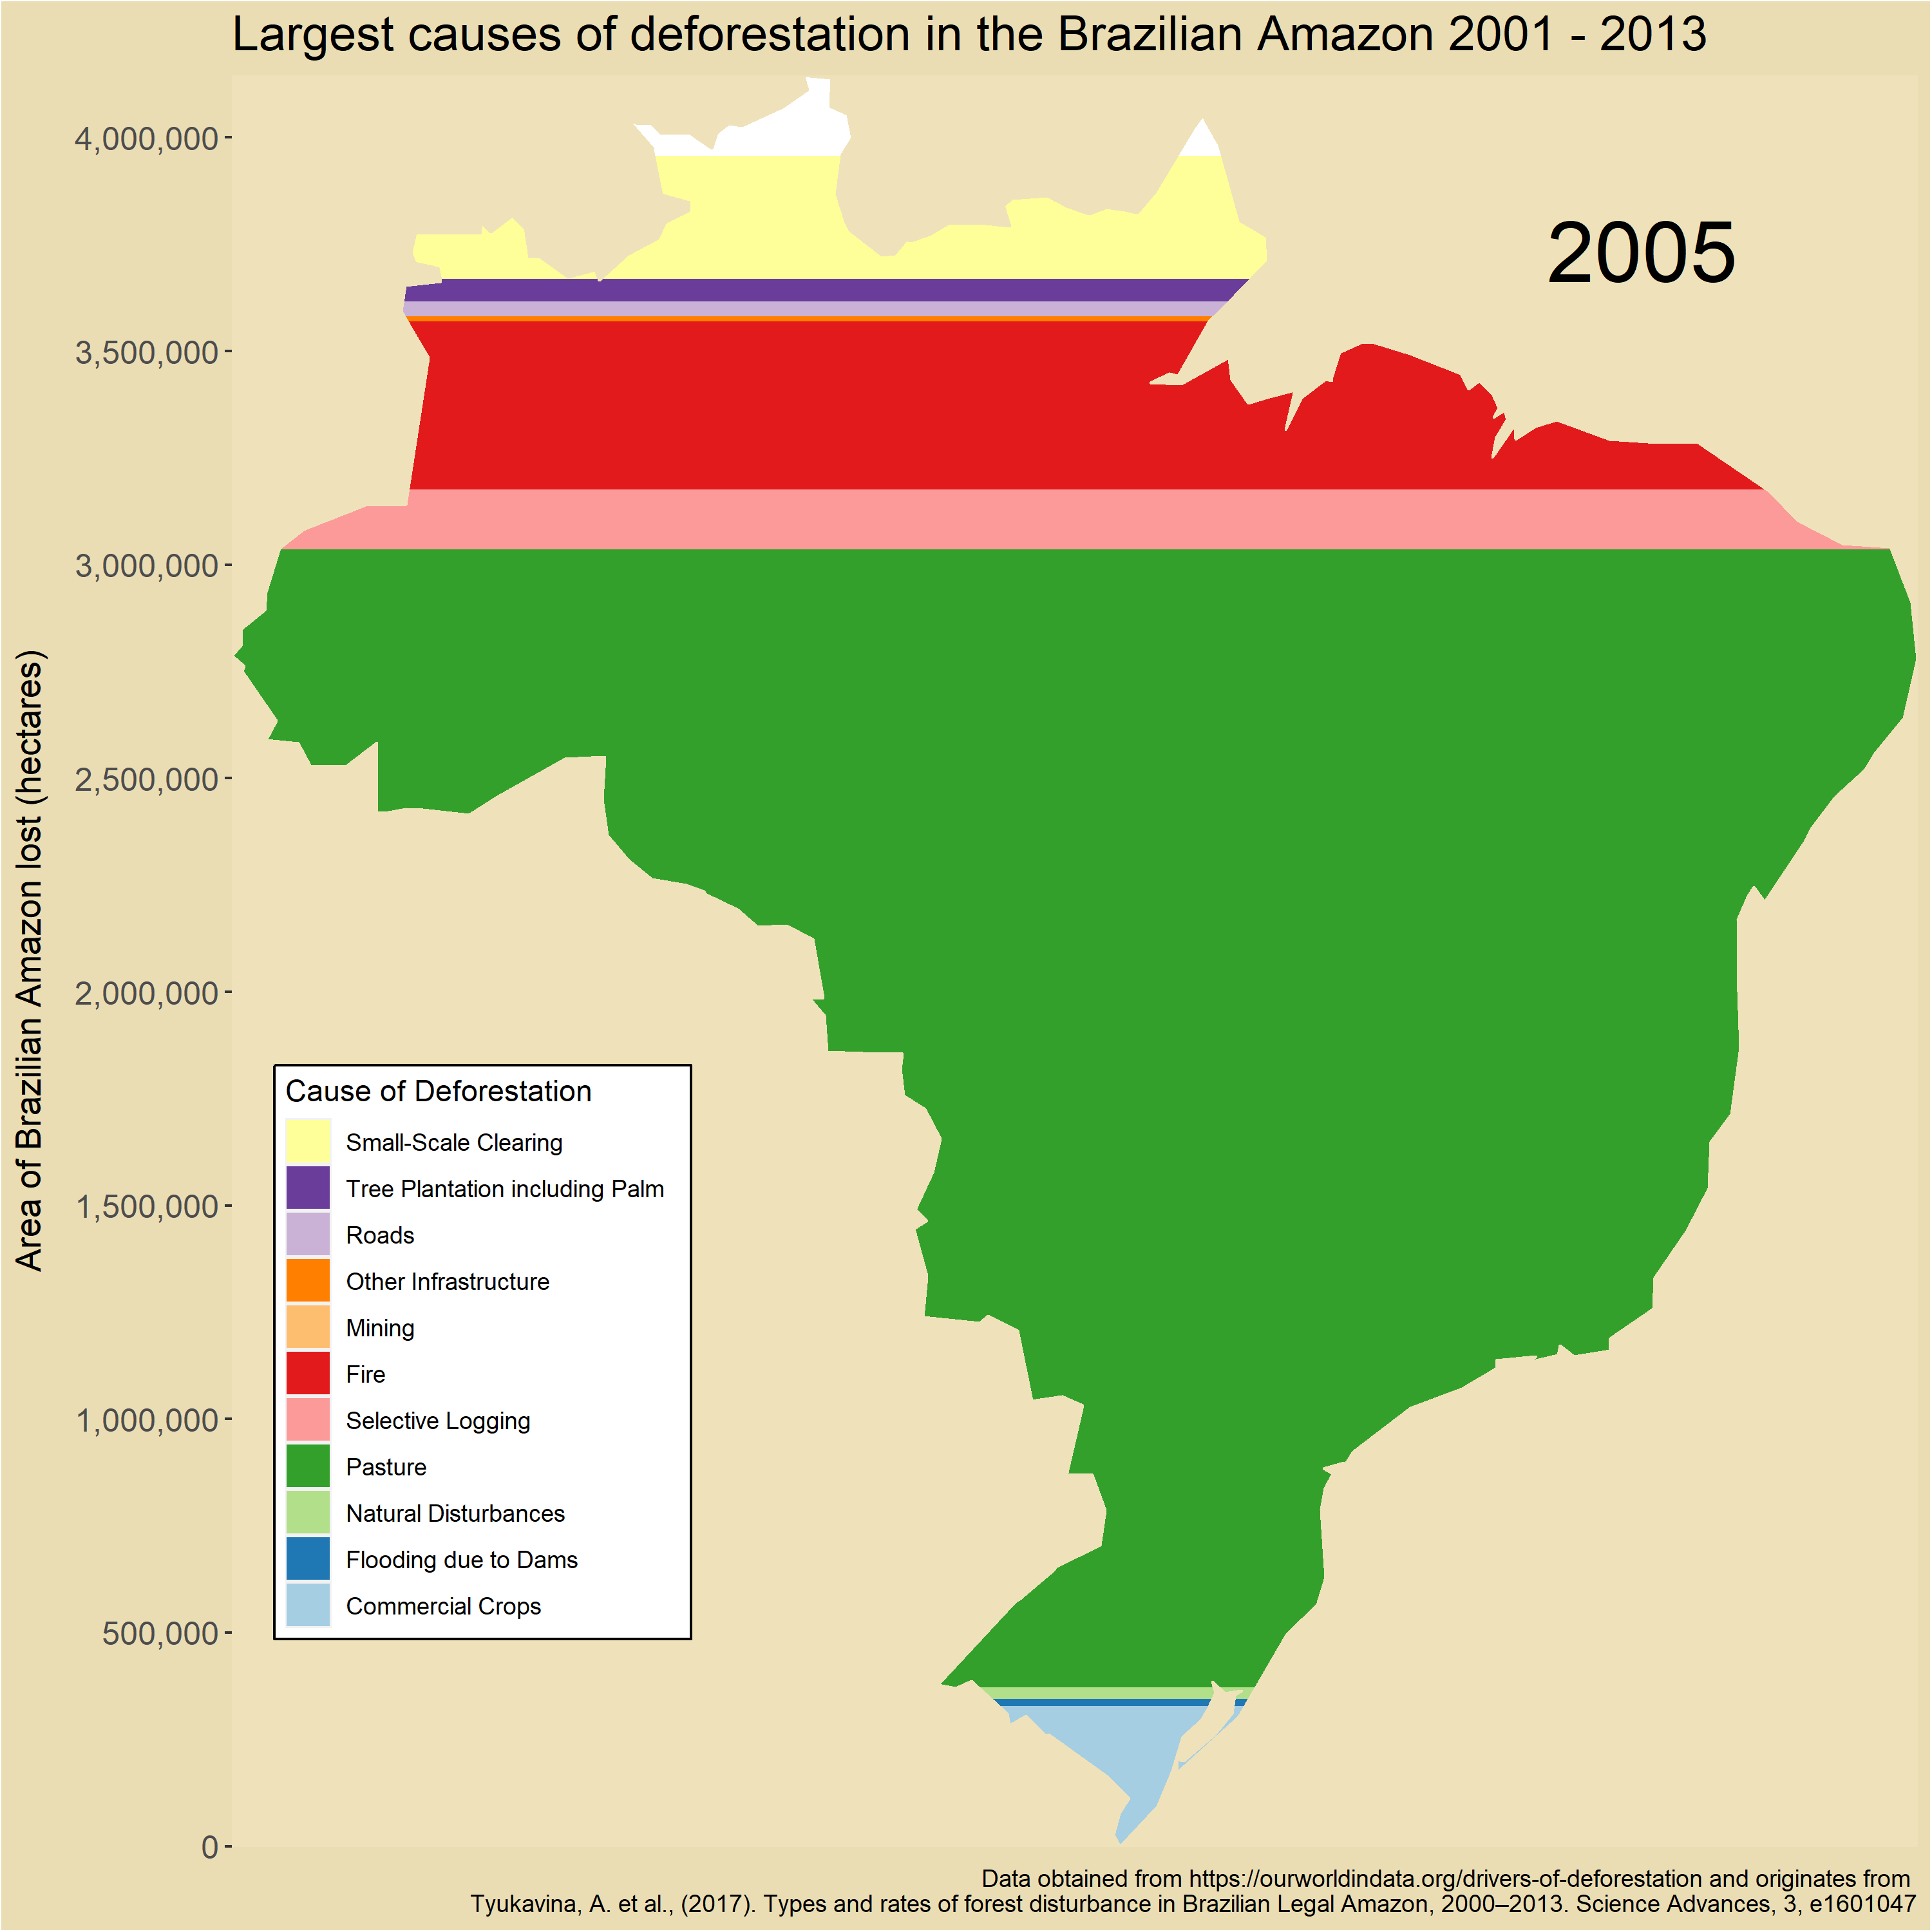 Largest causes of deforestation in the Brazilian Amazon 2001 - 2013
2005
Area of Brazilian Amazon lost (hectares)
4,000,000
3,500,000
3,000,000
2,500,000
2,000,000
1,500,000
1,000,000
500,000
0
Cause of Deforestation
Small-Scale Clearing
Tree Plantation including Palm
Roads
Other Infrastructure
Mining
Fire
Selective Logging
Pasture
Natural Disturbances
Flooding due to Dams
Commercial Crops
Data obtained from https://ourworldindata.org/drivers-of-deforestation and originates from
Tyukavina, A. et al., (2017). Types and rates of forest disturbance in Brazilian Legal Amazon, 2000–2013. Science Advances, 3, e1601047